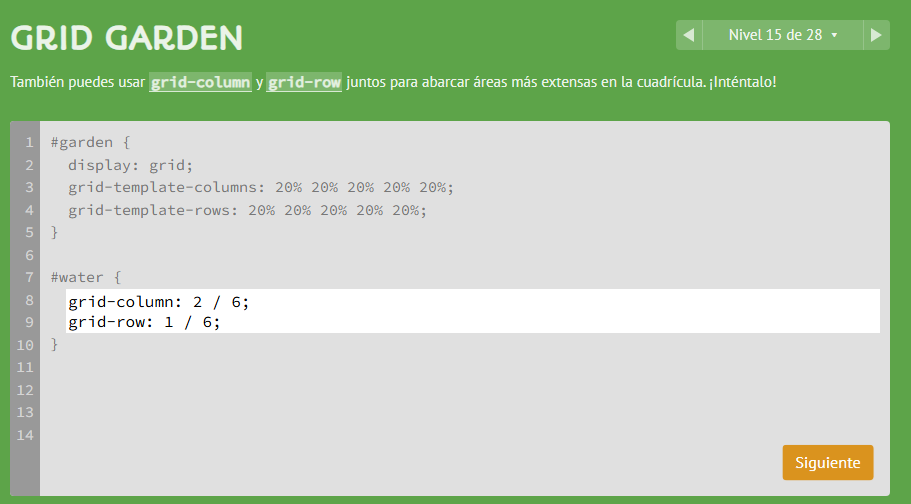 GRID GARDEN
Nivel 15 de 28
También puedes usar grid-column y grid-row juntos para abarcar áreas más extensas en la cuadrícula. ¡Inténtalo!
1 #garden {
2 display: grid;
3 grid-template-columns: 20% 20% 20% 20% 20%;
4 grid-template-rows: 20% 20% 20% 20% 20%;
5 }
6
7 #water {
8 grid-column: 2 / 6;
9 grid-row: 1 / 6;
10 }
11
12
13
14
Siguiente